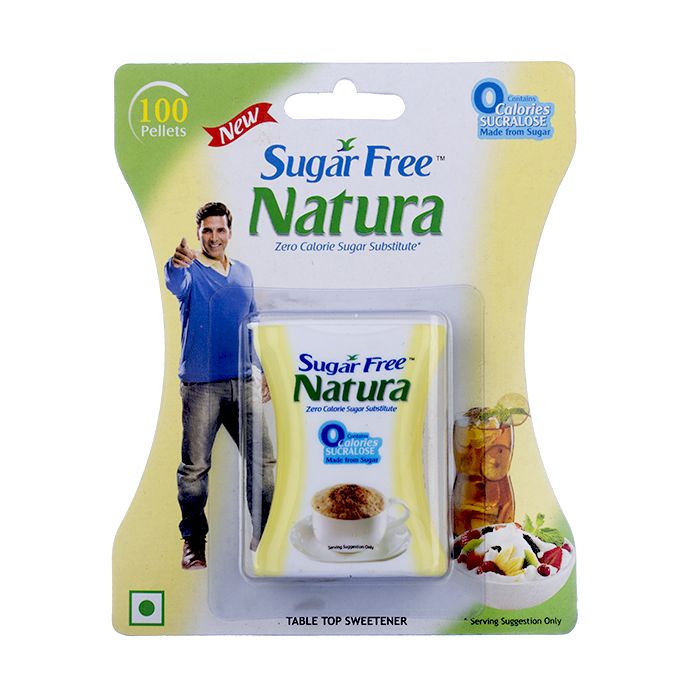 100
Pellets
New
0 Contains
Calories
SUCRALOSE
Made from Sugar
Sugar Free™
Natura
Zero Calorie Sugar Substitute*
Sugar Free™
Natura
Zero Calorie Sugar Substitute
0 Contains
Calories
SUCRALOSE
Made from Sugar
Serving Suggestion Only
TABLE TOP SWEETENER
* Serving Suggestion Only